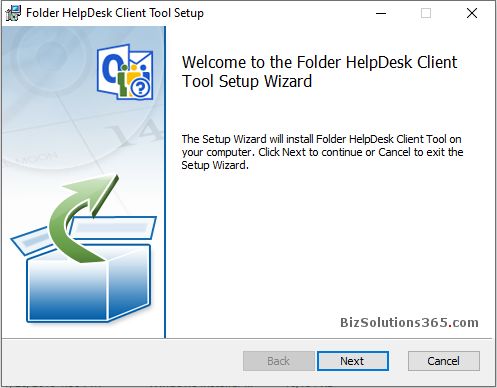 Folder HelpDesk Client Tool Setup
Welcome to the Folder HelpDesk Client
Tool Setup Wizard
The Setup Wizard will install Folder HelpDesk Client Tool on
your computer. Click Next to continue or Cancel to exit the
Setup Wizard.
MOON
14
BizSolutions365.com
Back
Next
Cancel